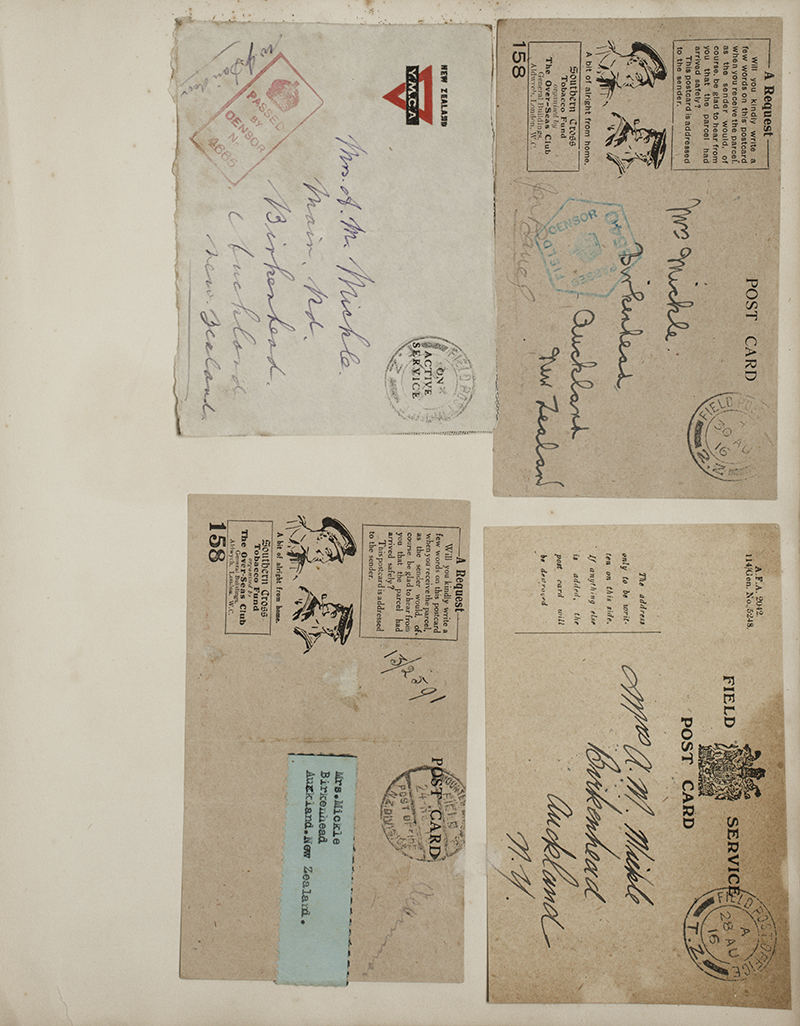 NEW ZEALAND
Y.M.C.A
PASSED
BY
CENSOR
No.
4665
ON
ACTIVE
SERVICE
FIELD POST
Mrs. A. M. Mickle
Main. Rd.
Birkenhead.
Auckland
New. Zealand.
A Request
Will you kindly write a
few words on this postcard
when you receive the parcel,
as the sender would, of
course, be glad to hear from
you that the parcel had
arrived safely?
This postcard is addressed
to the sender.
A bit of alright from home.
Southern Cross
Tobacco Fund
organised by
The Over-Seas Club
General Buildings,
Aldwych, London, W.C.
158
POST CARD
FIELD POST
A
30 AU
16
PASSED
FIELD CENSOR
Mrs Mickle.
Birkenhead,
Auckland
New Zealand
A Request
Will you kindly write a
few words on this postcard
when you receive the parcel,
as the sender would, of
course, be glad to hear from
you that the parcel had
arrived safely?
This postcard is addressed
to the sender.
A bit of alright from home.
Southern Cross
Tobacco Fund
organised by
The Over-Seas Club
General Buildings,
Aldwych, London, W.C.
158
15/2591
POST CARD
FIELD
POST OFFICE
Mrs.Mickle
Birkenhead
Auckland.New Zealand.
A.F.A. 2042.
114/Gen. No. 5248.
FIELD SERVICE
POST CARD
The address
only to be writ-
ten on this side.
If anything else
is added, the
post card will
be destroyed
FIELD POST OFFICE
A
28 AU
16
T.Z
Mrs A. M. Mickle
Birkenhead
Auckland
N.Z.